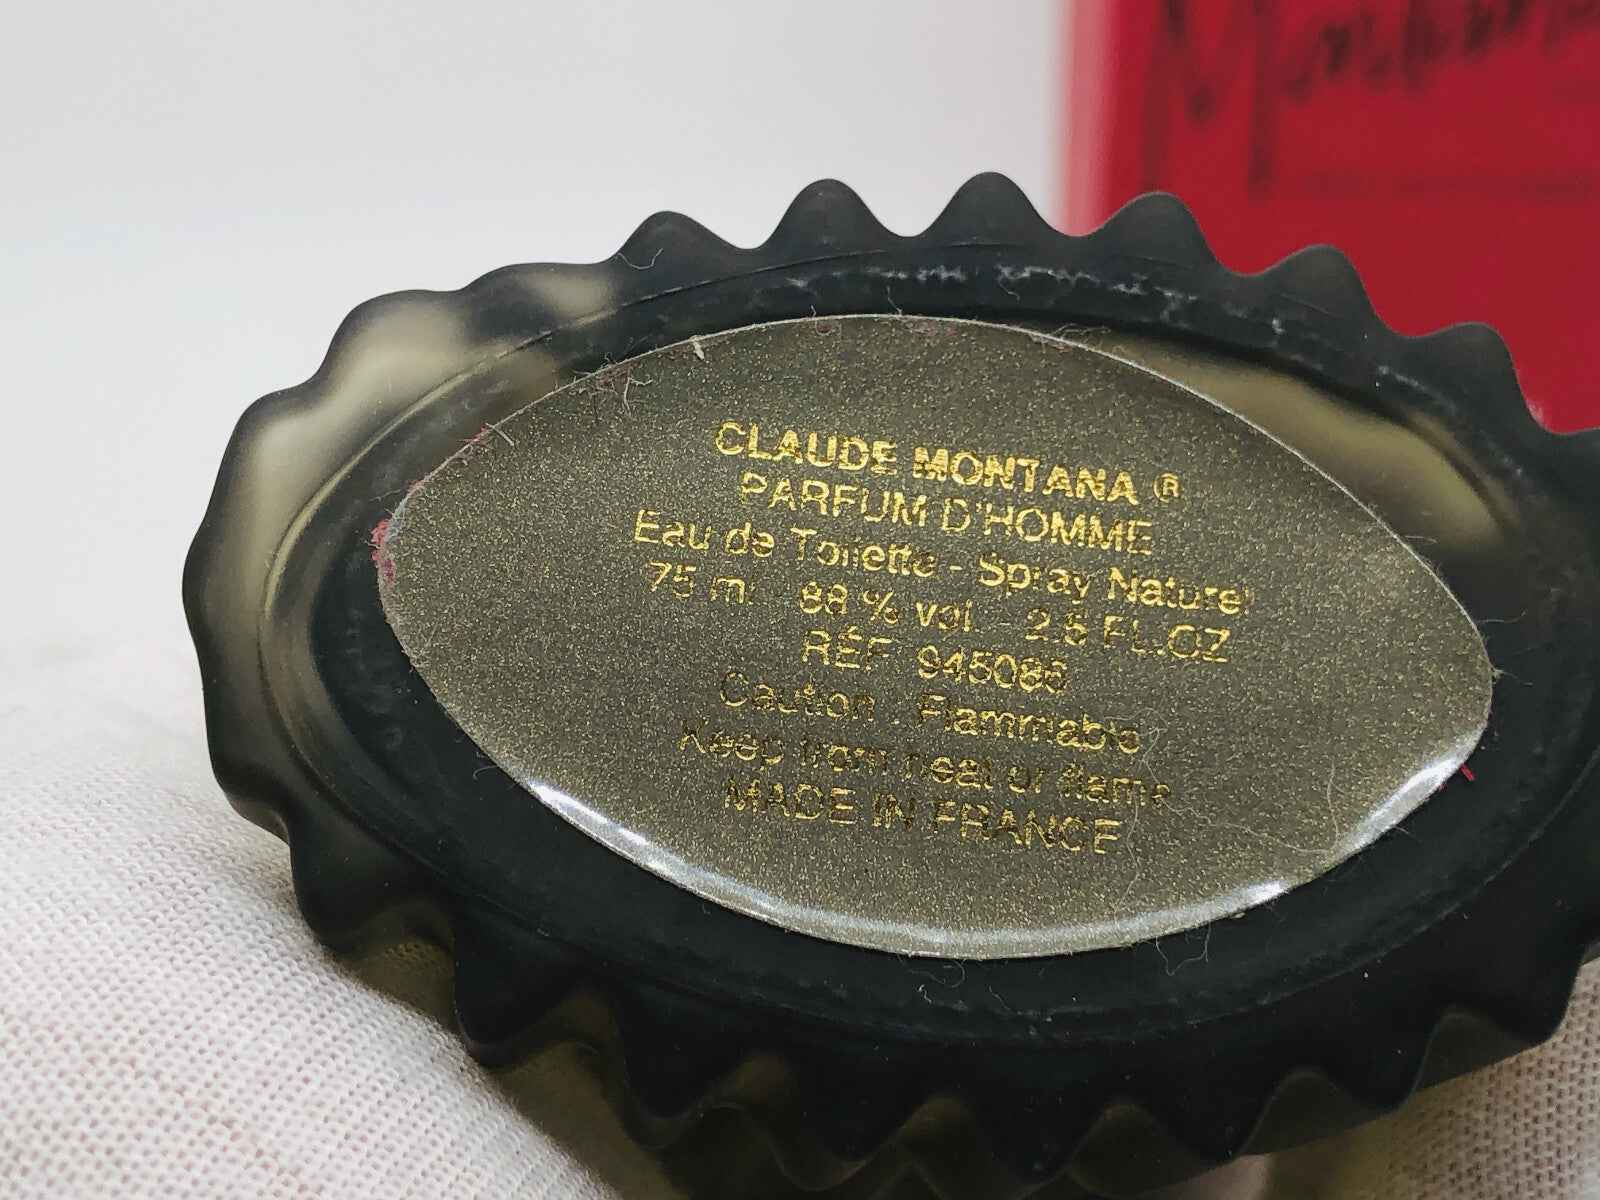 Montana
CLAUDE MONTANA ®
PARFUM D'HOMME
Eau de Toilette - Spray Naturel
75 ml 88 % vol. - 2.5 FL.OZ
RÉF 945086
Caution : Flammable
Keep from heat or flame
MADE IN FRANCE